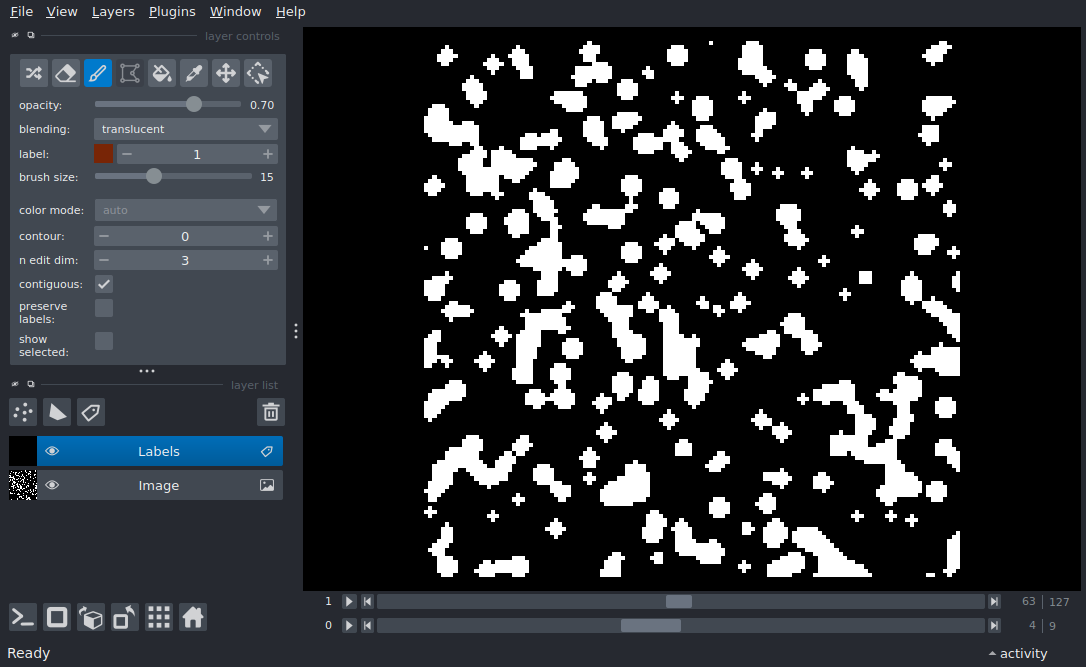 File View Layers Plugins Window Help
layer controls
opacity: 0.70
blending: translucent
label: 1
brush size: 15
color mode: auto
contour: 0
n edit dim: 3
contiguous:
preserve
labels:
show
selected:
layer list
Labels
Image
1 63 127
0 4 9
Ready activity